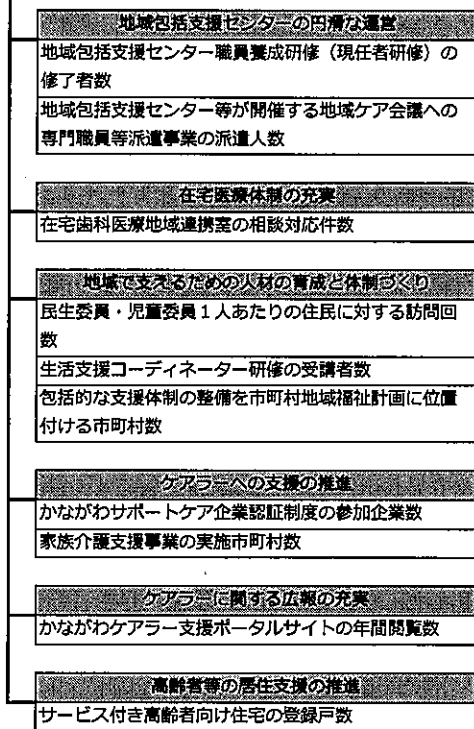 地域包括支援センターの円滑な運営
地域包括支援センター職員養成研修（現任者研修）の
修了者数
地域包括支援センター等が開催する地域ケア会議への
専門職員等派遣事業の派遣人数
在宅医療体制の充実
在宅歯科医療地域連携室の相談対応件数
地域で支えるための人材の育成と体制づくり
民生委員・児童委員１人あたりの住民に対する訪問回
数
生活支援コーディネーター研修の受講者数
包括的な支援体制の整備を市町村地域福祉計画に位置
付ける市町村数
ケアラーへの支援の推進
かながわサポートケア企業認証制度の参加企業数
家族介護支援事業の実施市町村数
ケアラーに関する広報の充実
かながわケアラー支援ポータルサイトの年間閲覧数
高齢者等の居住支援の推進
サービス付き高齢者向け住宅の登録戸数